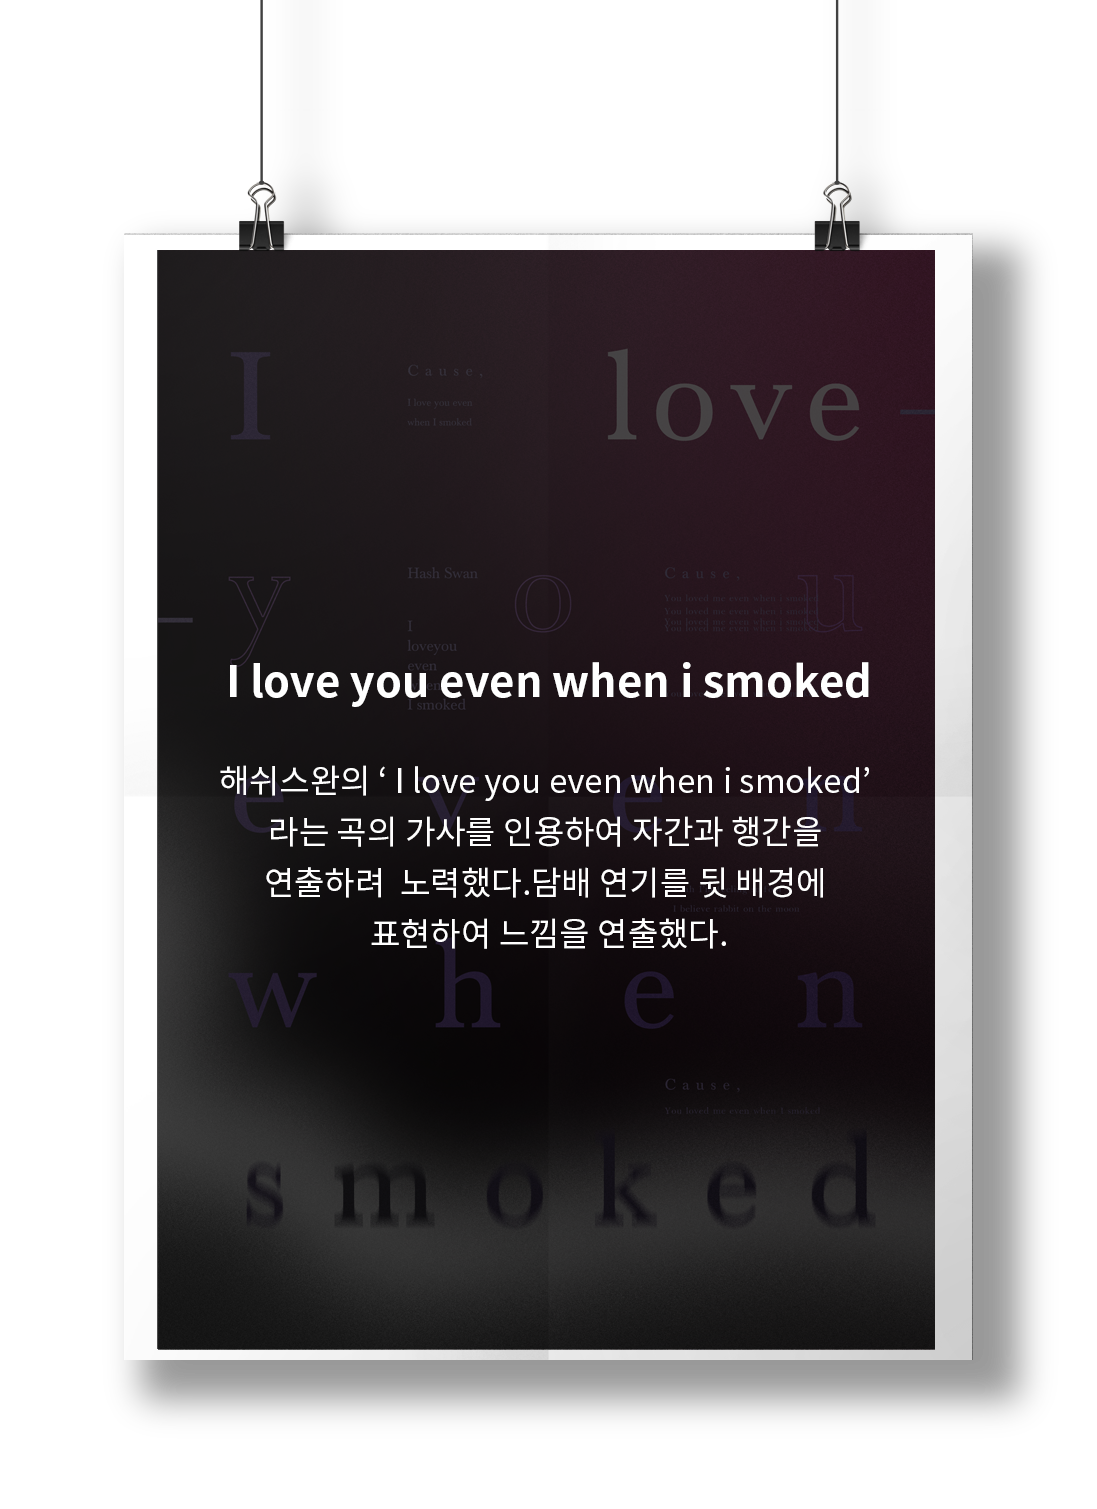 I
Cause,
love
I love you even
when I smoked
y
Hash Swan
o
Cause,
u
You loved me even when i smoked
You loved me even when i smoked
You loved me even when i smoked
You loved me even when i smoked
I
loveyou
even
I smoked
I love you even when i smoked
해쉬스완의 ‘ I love you even when i smoked’
라는 곡의 가사를 인용하여 자간과 행간을
연출하려  노력했다.담배 연기를 뒷 배경에
표현하여 느낌을 연출했다.
e v e n
I believe rabbit on the moon
w h e n
Cause,
You loved me even when I smoked
s m o k e d